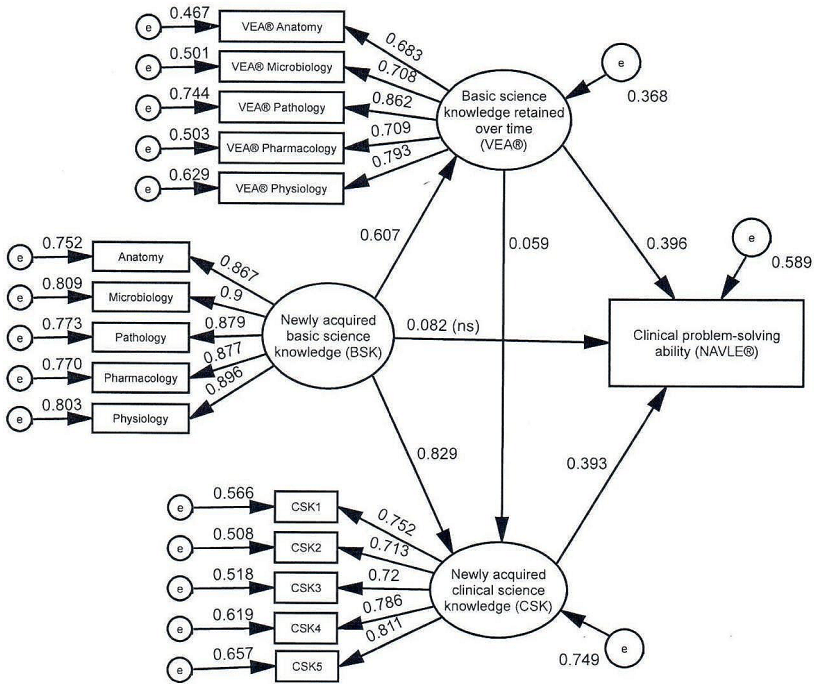 0.467
e
VEA® Anatomy
0.683
0.501
e
VEA® Microbiology
0.708
0.744
e
VEA® Pathology
0.862
0.503
e
VEA® Pharmacology
0.709
0.629
e
VEA® Physiology
0.793
Basic science
knowledge retained
over time
(VEA®)
e
0.368
0.607
0.059
0.396
e
0.589
0.752
e
Anatomy
0.867
0.809
e
Microbiology
0.9
0.773
e
Pathology
0.879
0.770
e
Pharmacology
0.877
0.803
e
Physiology
0.896
Newly acquired
basic science
knowledge (BSK)
0.082 (ns)
Clinical problem-solving
ability (NAVLE®)
0.829
0.393
0.566
e
CSK1
0.752
0.508
e
CSK2
0.713
0.518
e
CSK3
0.72
0.619
e
CSK4
0.786
0.657
e
CSK5
0.811
Newly acquired
clinical science
knowledge (CSK)
e
0.749